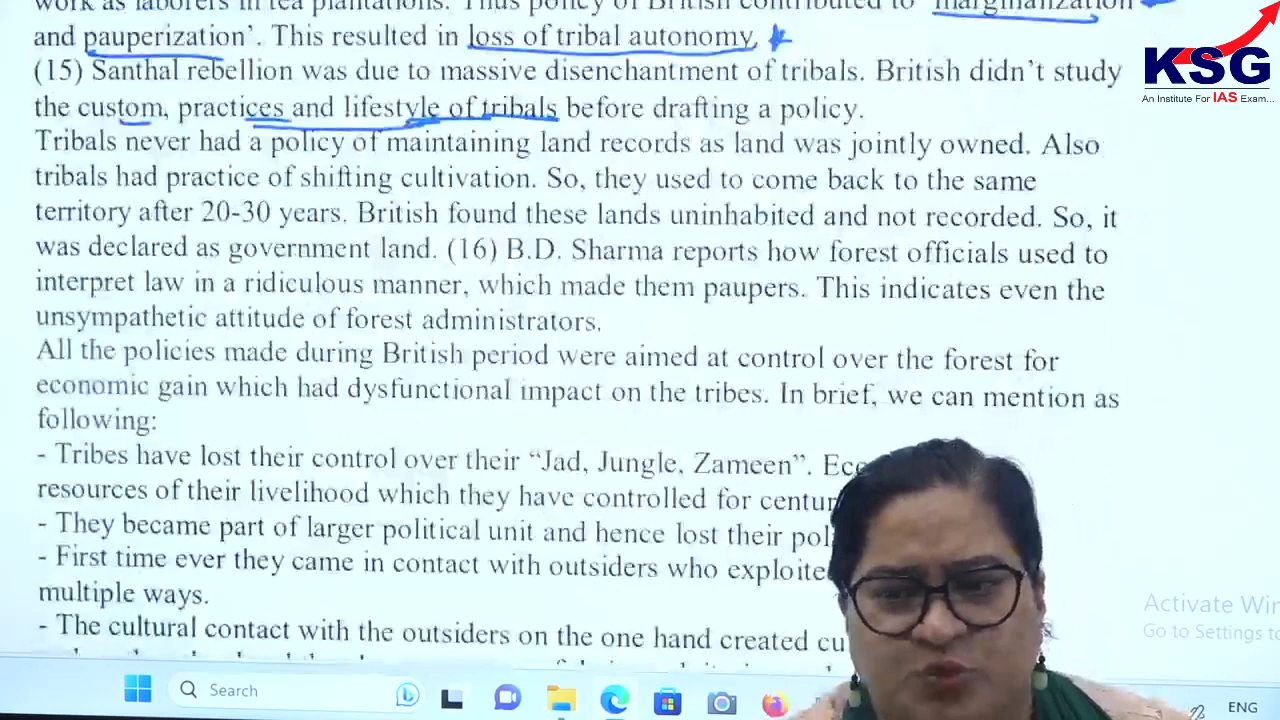 work as laborers in tea plantations. Thus policy of British contributed to 'marginalization
and pauperization'. This resulted in loss of tribal autonomy.
(15) Santhal rebellion was due to massive disenchantment of tribals. British didn't study
the custom, practices and lifestyle of tribals before drafting a policy.
Tribals never had a policy of maintaining land records as land was jointly owned. Also
tribals had practice of shifting cultivation. So, they used to come back to the same
territory after 20-30 years. British found these lands uninhabited and not recorded. So, it
was declared as government land. (16) B.D. Sharma reports how forest officials used to
interpret law in a ridiculous manner, which made them paupers. This indicates even the
unsympathetic attitude of forest administrators.
All the policies made during British period were aimed at control over the forest for
economic gain which had dysfunctional impact on the tribes. In brief, we can mention as
following:
- Tribes have lost their control over their "Jad, Jungle, Zameen".
resources of their livelihood which they have controlled for
- They became part of larger political unit and hence lost their
- First time ever they came in contact with outsiders who
multiple ways.
- The cultural contact with the outsiders on the one hand created
KSG
An Institute For IAS Exam...
Activate Win
Go to Settings to
Search
ENG